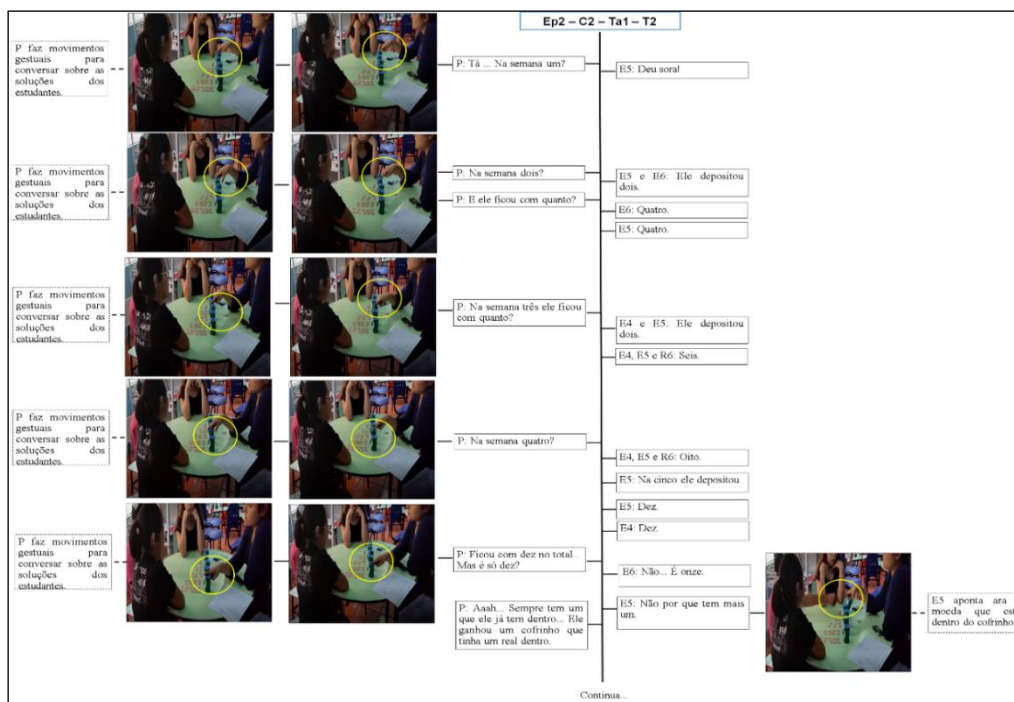 Ep2 – C2 – Ta1 – T2
P faz movimentos
gestuais para
conversar sobre as
soluções dos
estudantes.
P: Tá ... Na semana um?
E5: Deu sora!
P faz movimentos
gestuais para
conversar sobre as
soluções dos
estudantes.
P: Na semana dois?
E5 e E6: Ele depositou
dois.
P: E ele ficou com quanto?
E6: Quatro.
E5: Quatro.
P faz movimentos
gestuais para
conversar sobre as
soluções dos
estudantes.
P: Na semana três ele ficou
com quanto?
E4 e E5: Ele depositou
dois.
E4, E5 e R6: Seis.
P faz movimentos
gestuais para
conversar sobre as
soluções dos
estudantes.
P: Na semana quatro?
E4, E5 e R6: Oito.
E5: Na cinco ele depositou.
E5: Dez.
E4: Dez.
P faz movimentos
gestuais para
conversar sobre as
soluções dos
estudantes.
P: Ficou com dez no total...
Mas é só dez?
E6: Não... É onze.
E5: Não por que tem mais
um.
E5 aponta ara
moeda que est
dentro do cofrinho
P: Aaah... Sempre tem um
que ele já tem dentro... Ele
ganhou um cofrinho que
tinha um real dentro.
Continua...